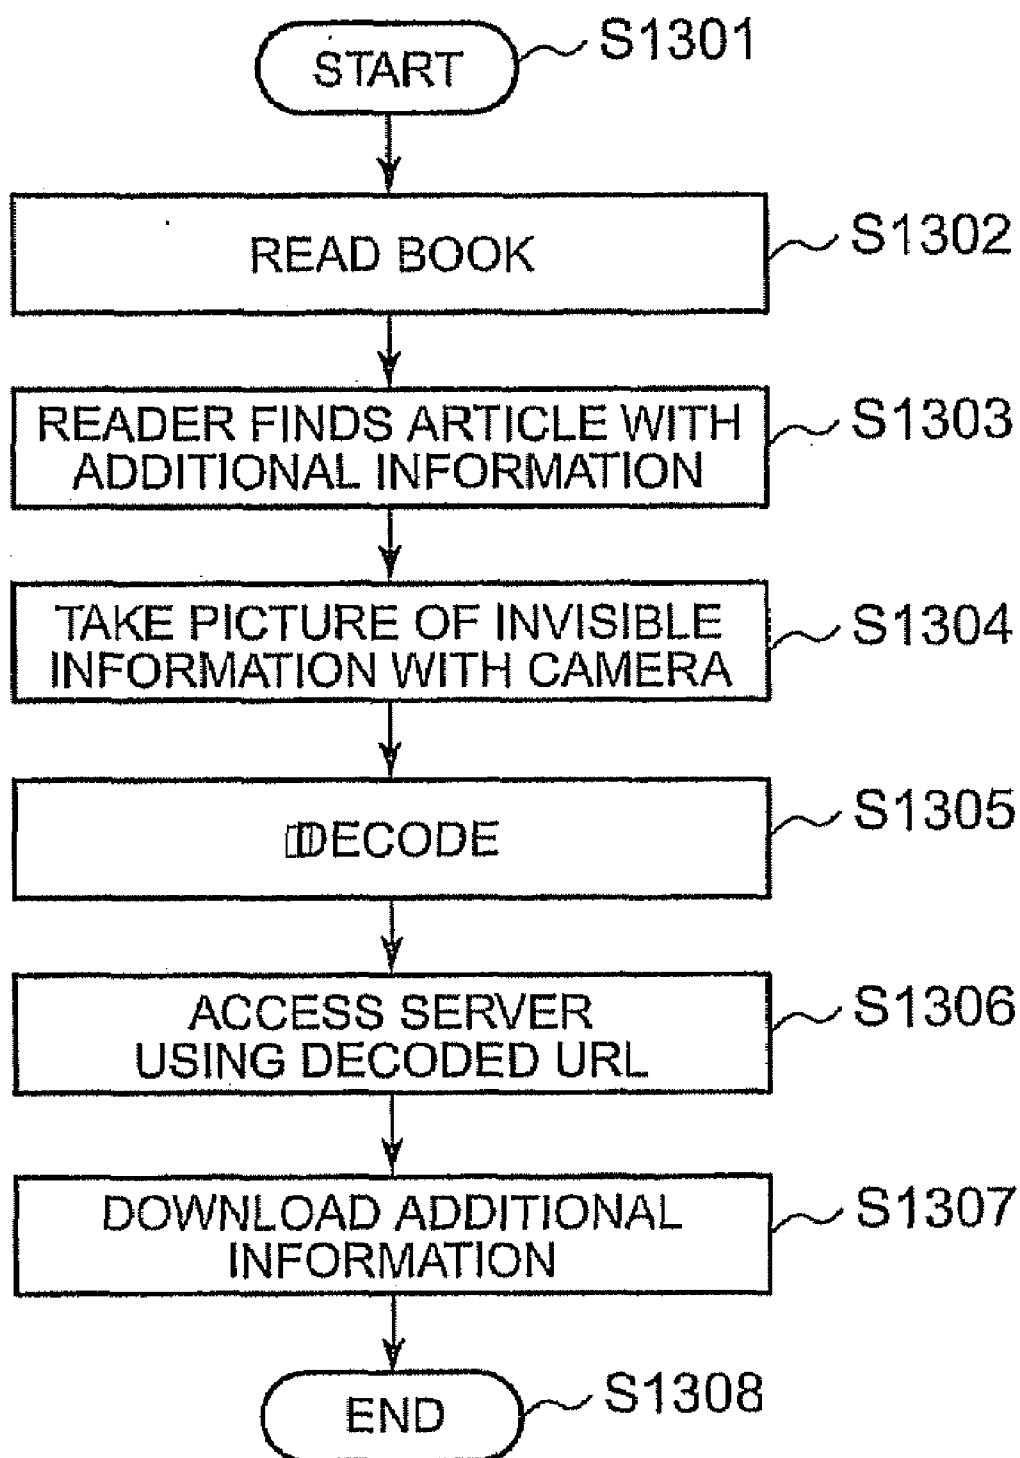 START
S1301
READ BOOK
S1302
READER FINDS ARTICLE WITH
ADDITIONAL INFORMATION
S1303
TAKE PICTURE OF INVISIBLE
INFORMATION WITH CAMERA
S1304
DECODE
S1305
ACCESS SERVER
USING DECODED URL
S1306
DOWNLOAD ADDITIONAL
INFORMATION
S1307
END
S1308